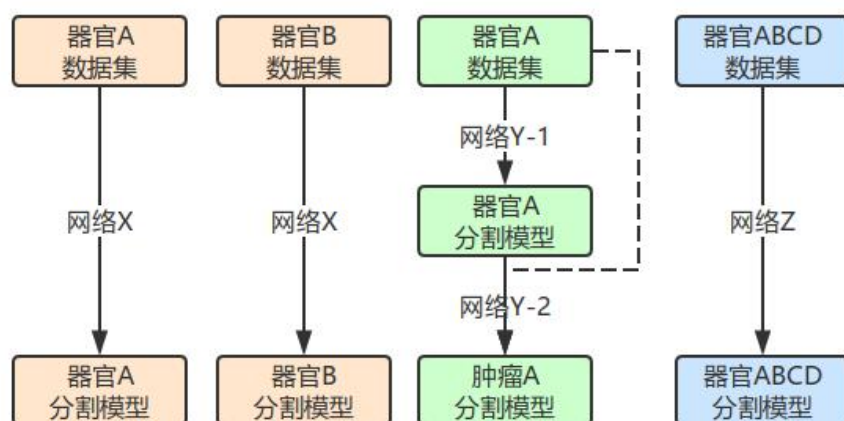 器官A
数据集
器官B
数据集
器官A
数据集
器官ABCD
数据集
网络Y-1
器官A
分割模型
网络X
网络X
网络Z
网络Y-2
器官A
分割模型
器官B
分割模型
肿瘤A
分割模型
器官ABCD
分割模型